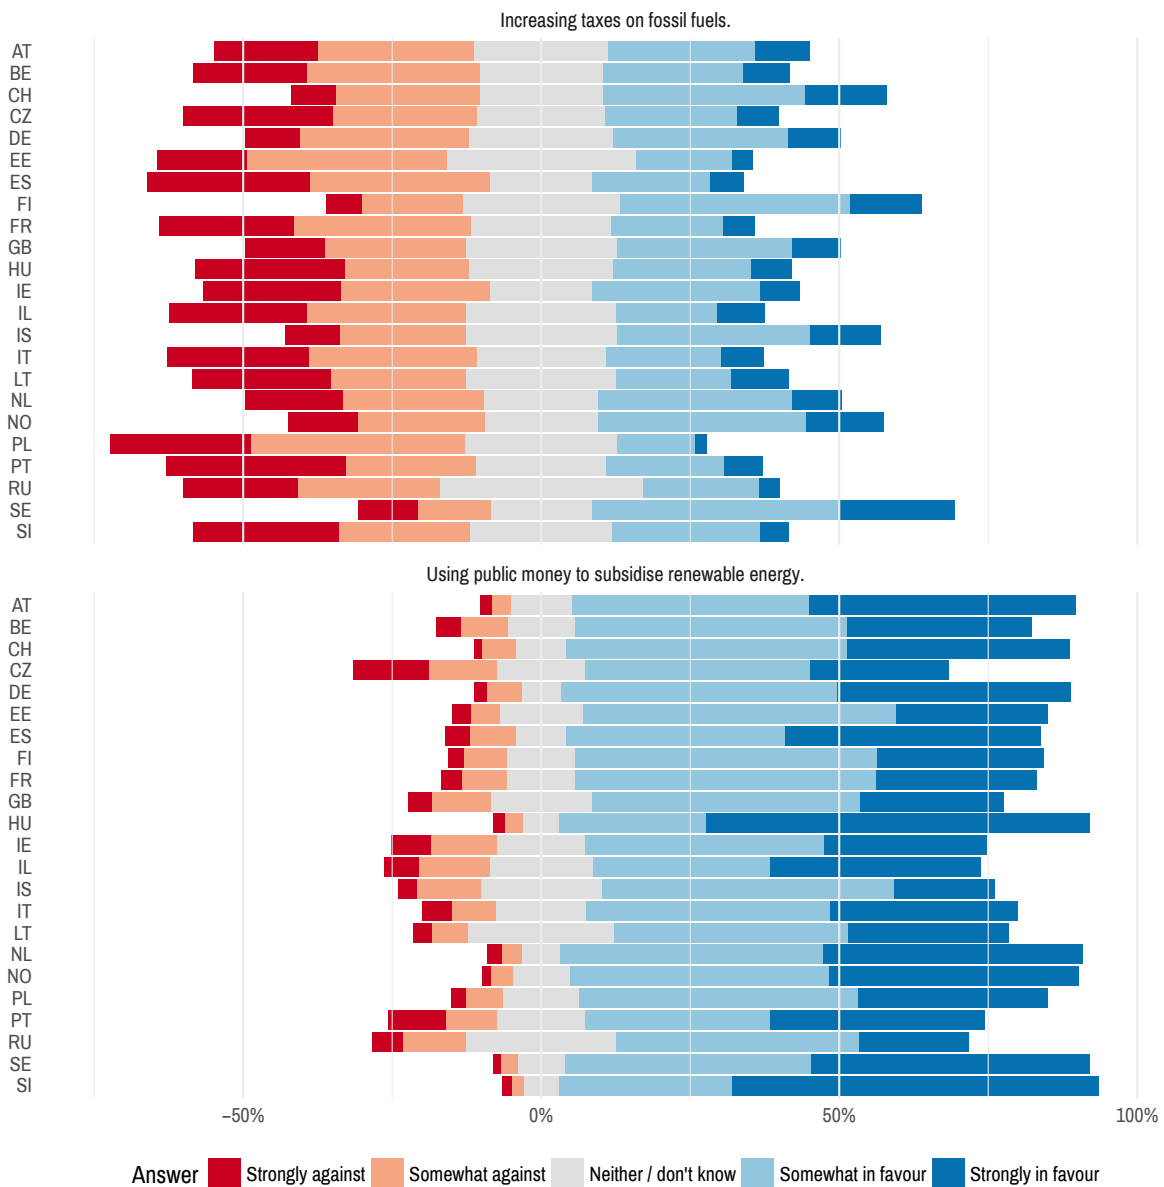 Increasing taxes on fossil fuels.
AT
BE
CH
CZ
DE
EE
ES
FI
FR
GB
HU
IE
IL
IS
IT
LT
NL
NO
PL
PT
RU
SE
SI
Using public money to subsidise renewable energy.
AT
BE
CH
CZ
DE
EE
ES
FI
FR
GB
HU
IE
IL
IS
IT
LT
NL
NO
PL
PT
RU
SE
SI
−50% 0% 50% 100%
Answer Strongly against Somewhat against Neither / don't know Somewhat in favour Strongly in favour